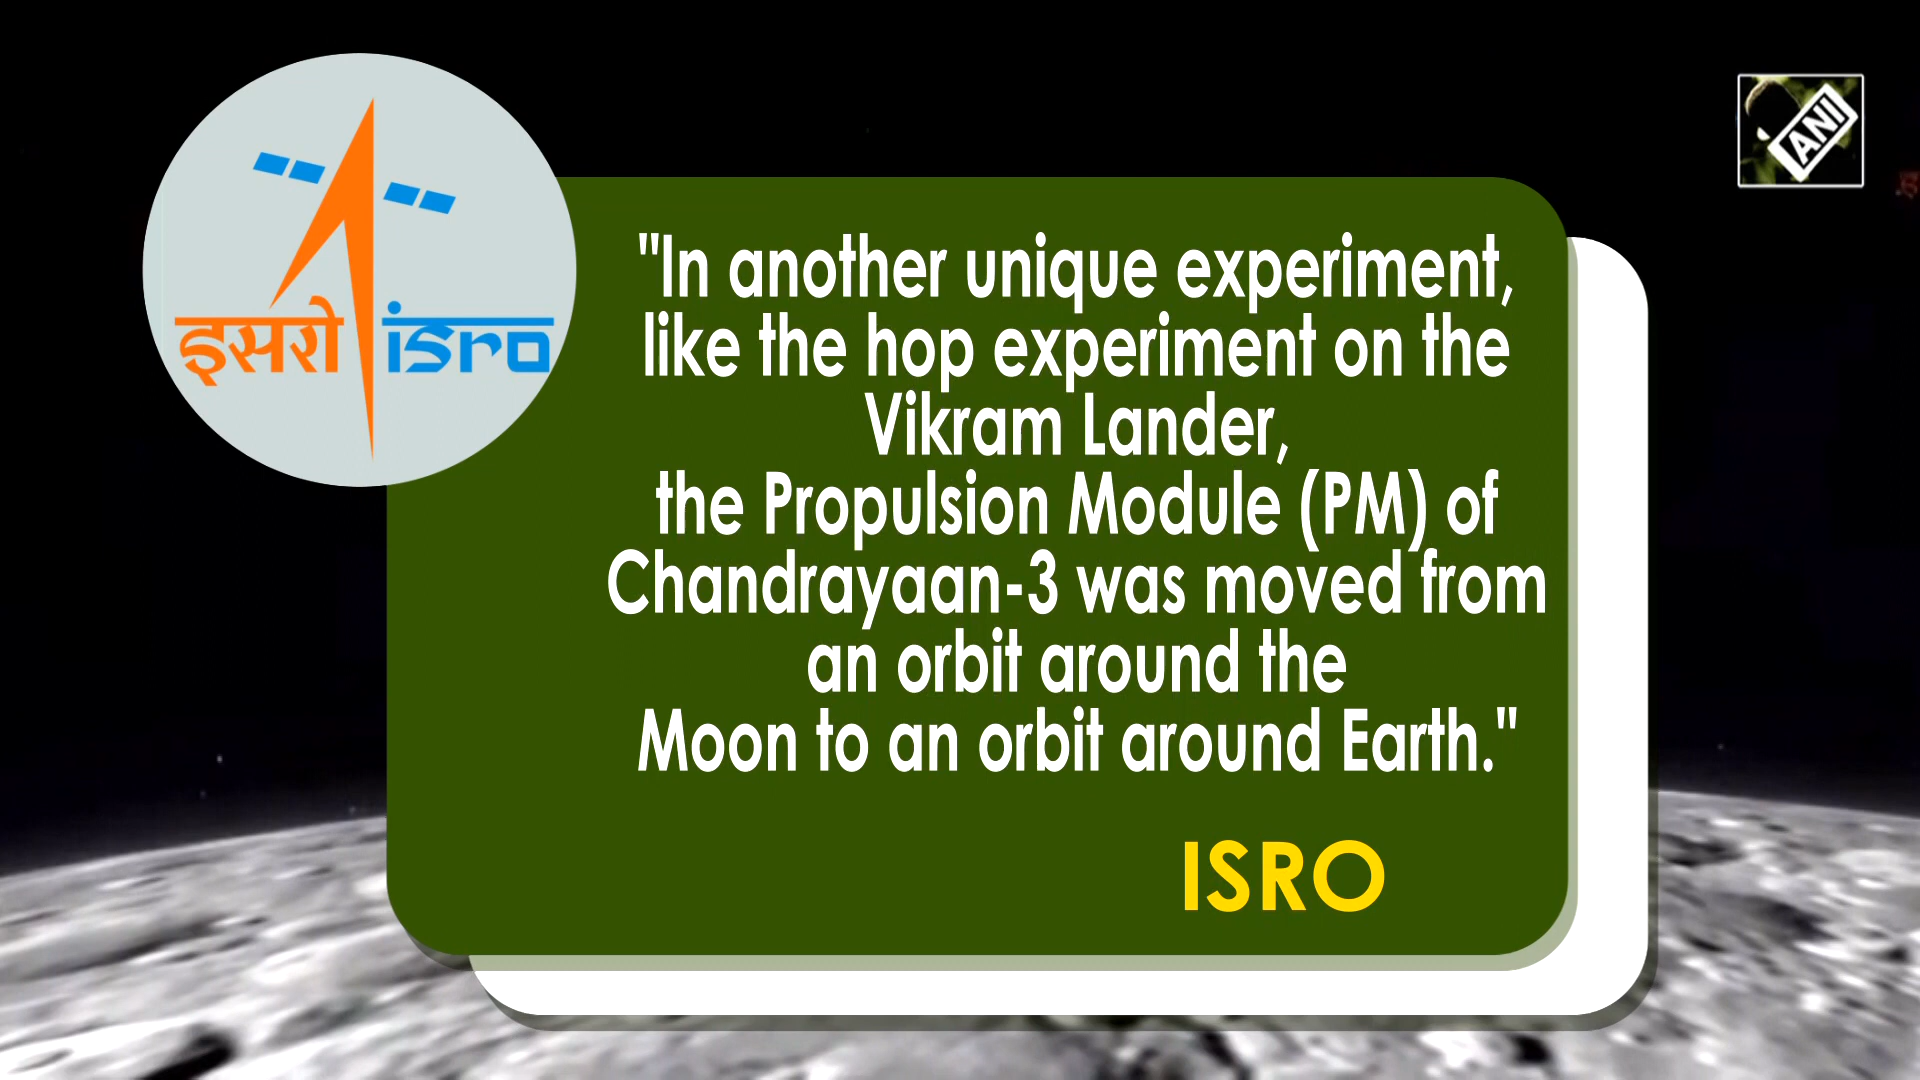 इसरो isro
ANI
"In another unique experiment,
like the hop experiment on the
Vikram Lander,
the Propulsion Module (PM) of
Chandrayaan-3 was moved from
an orbit around the
Moon to an orbit around Earth."
ISRO